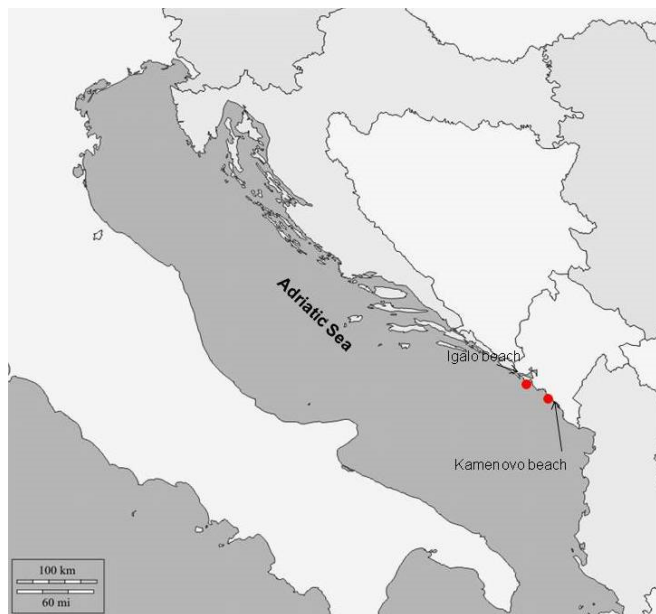 Adriatic Sea
Igalo beach
Kamenovo beach
100 km
60 mi